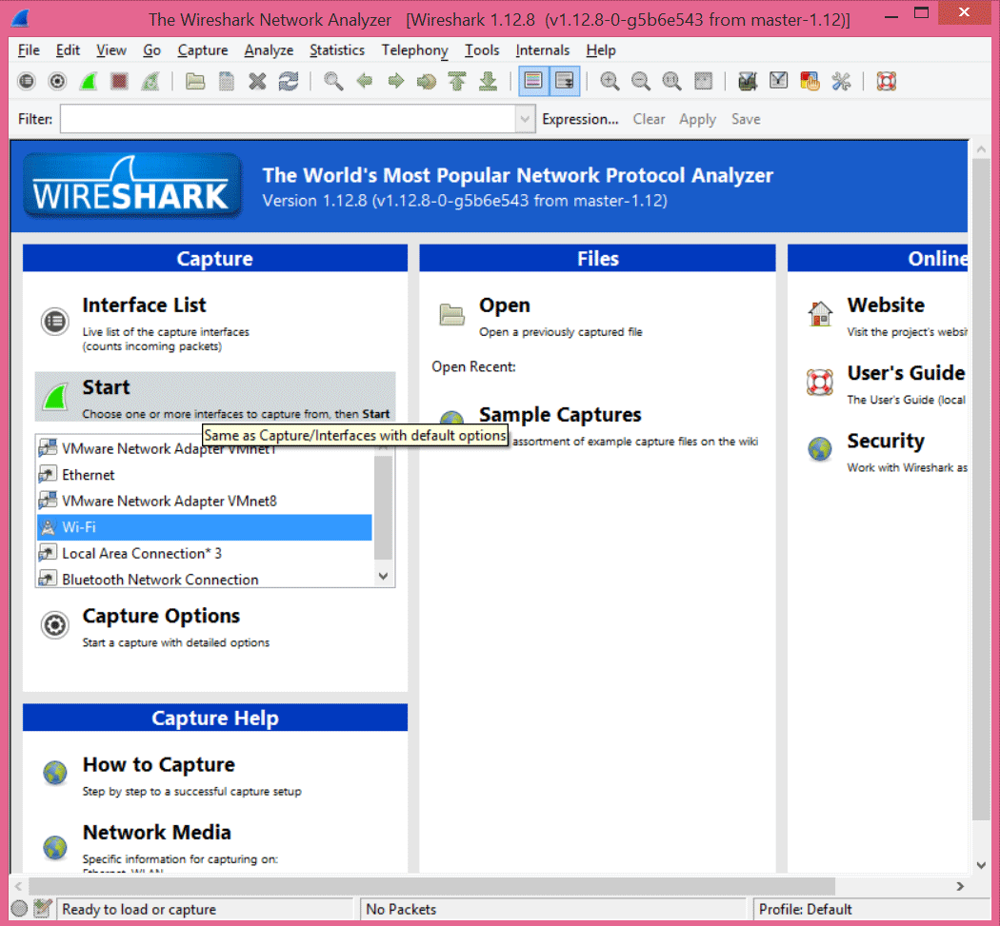 The Wireshark Network Analyzer [Wireshark 1.12.8 (v1.12.8-0-g5b6e543 from master-1.12)]
File Edit View Go Capture Analyze Statistics Telephony Tools Internals Help
Filter: Expression... Clear Apply Save
WIRESHARK
The World's Most Popular Network Protocol Analyzer
Version 1.12.8 (v1.12.8-0-g5b6e543 from master-1.12)
Capture
Interface List
Live list of the capture interfaces
(counts incoming packets)
Start
Choose one or more interfaces to capture from, then Start
Same as Capture/Interfaces with default options
VMware Network Adapter VMnet1
Ethernet
VMware Network Adapter VMnet8
Wi-Fi
Local Area Connection* 3
Bluetooth Network Connection
Capture Options
Start a capture with detailed options
Capture Help
How to Capture
Step by step to a successful capture setup
Network Media
Specific information for capturing on:
Ethernet, WLAN,
Files
Open
Open a previously captured file
Open Recent:
Sample Captures
assortment of example capture files on the wiki
Online
Website
Visit the project's websi
User's Guide
The User's Guide (local
Security
Work with Wireshark as
Ready to load or capture
No Packets
Profile: Default